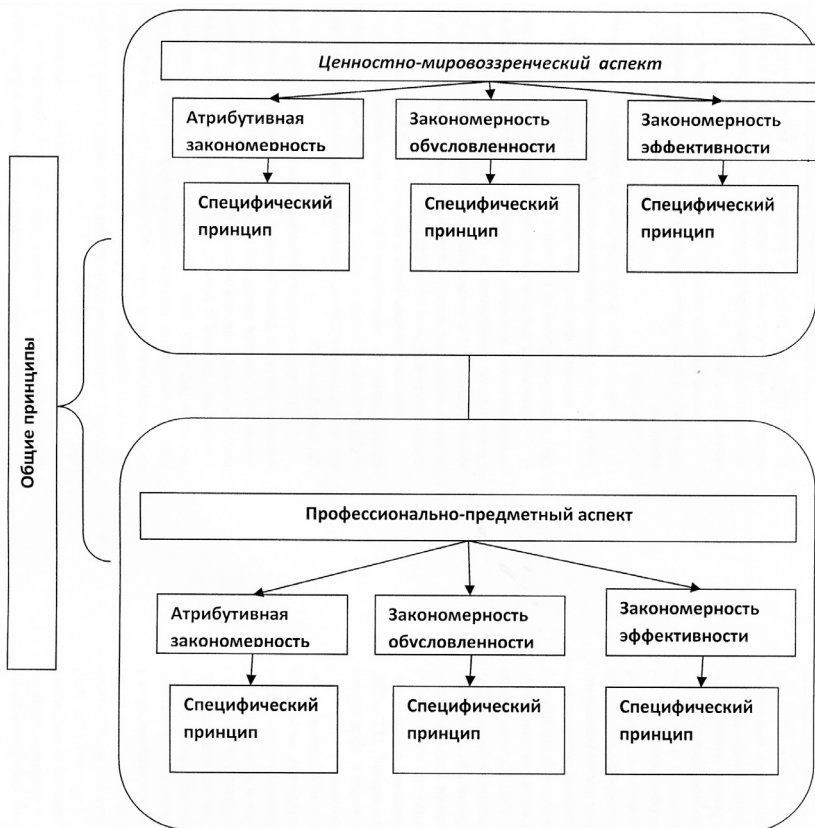 Ценностно-мировоззренческий аспект
Атрибутивная
закономерность
Закономерность
обусловленности
Закономерность
эффективности
Специфический
принцип
Специфический
принцип
Специфический
принцип
Общие принципы
Профессионально-предметный аспект
Атрибутивная
закономерность
Закономерность
обусловленности
Закономерность
эффективности
Специфический
принцип
Специфический
принцип
Специфический
принцип